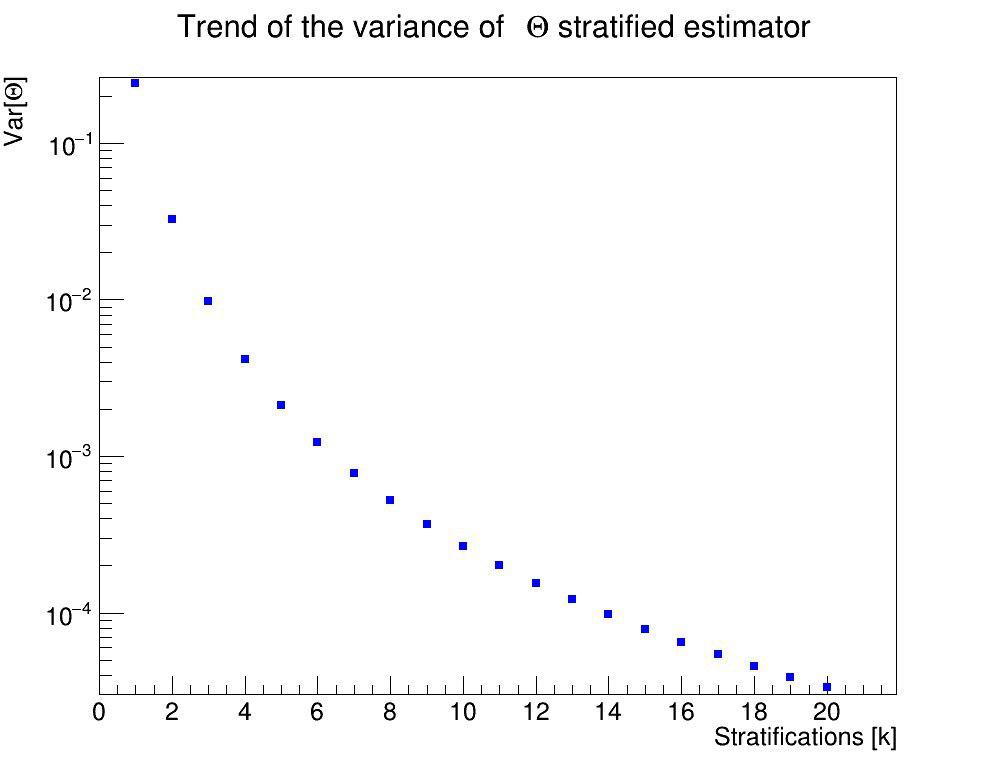 Trend of the variance of Θ stratified estimator
Var[Θ]
10⁻¹
10⁻²
10⁻³
10⁻⁴
0 2 4 6 8 10 12 14 16 18 20
Stratifications [k]